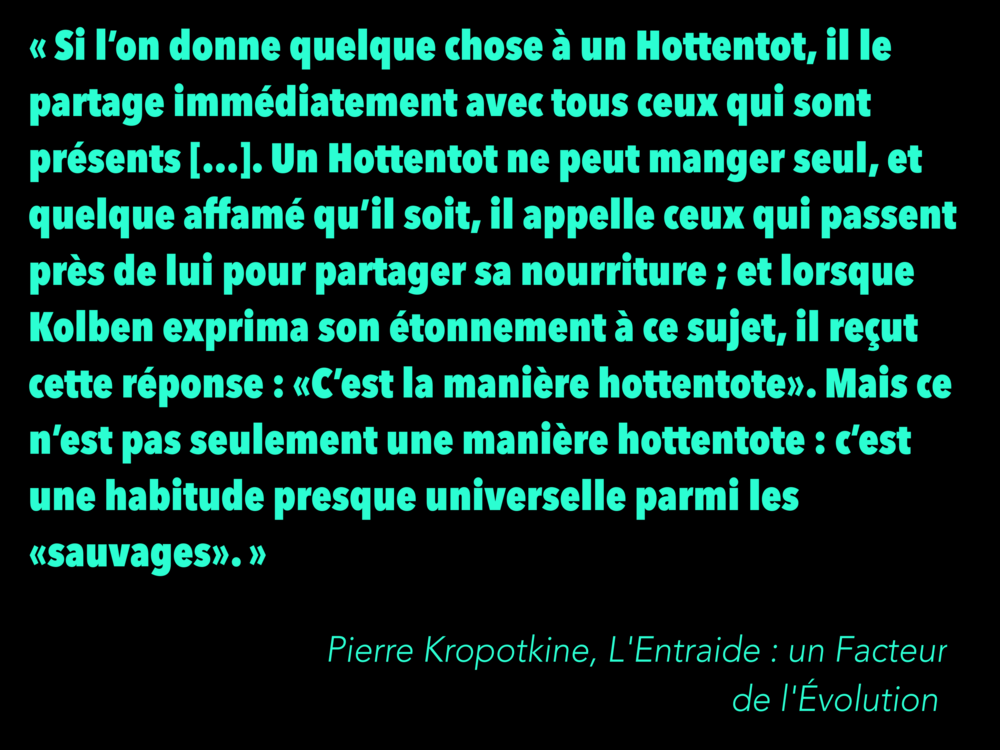 « Si l’on donne quelque chose à un Hottentot, il le
partage immédiatement avec tous ceux qui sont
présents [...]. Un Hottentot ne peut manger seul, et
quelque affamé qu’il soit, il appelle ceux qui passent
près de lui pour partager sa nourriture ; et lorsque
Kolben exprima son étonnement à ce sujet, il reçut
cette réponse : «C’est la manière hottentote». Mais ce
n’est pas seulement une manière hottentote : c’est
une habitude presque universelle parmi les
«sauvages». »
Pierre Kropotkine, L'Entraide : un Facteur
de l'Évolution